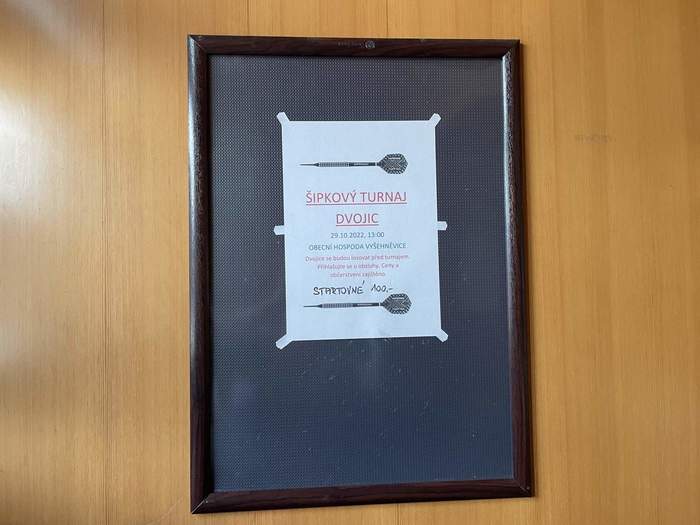 ŠIPKOVÝ TURNAJ
DVOJIC
29.10.2022, 13:00
OBECNÍ HOSPODA VYŠEHNĚVICE
Dvojice se budou losovat před turnajem.
Přihlašujte se u obsluhy. Ceny a
občerstvení zajištěno.
STARTOVNÉ 100,-